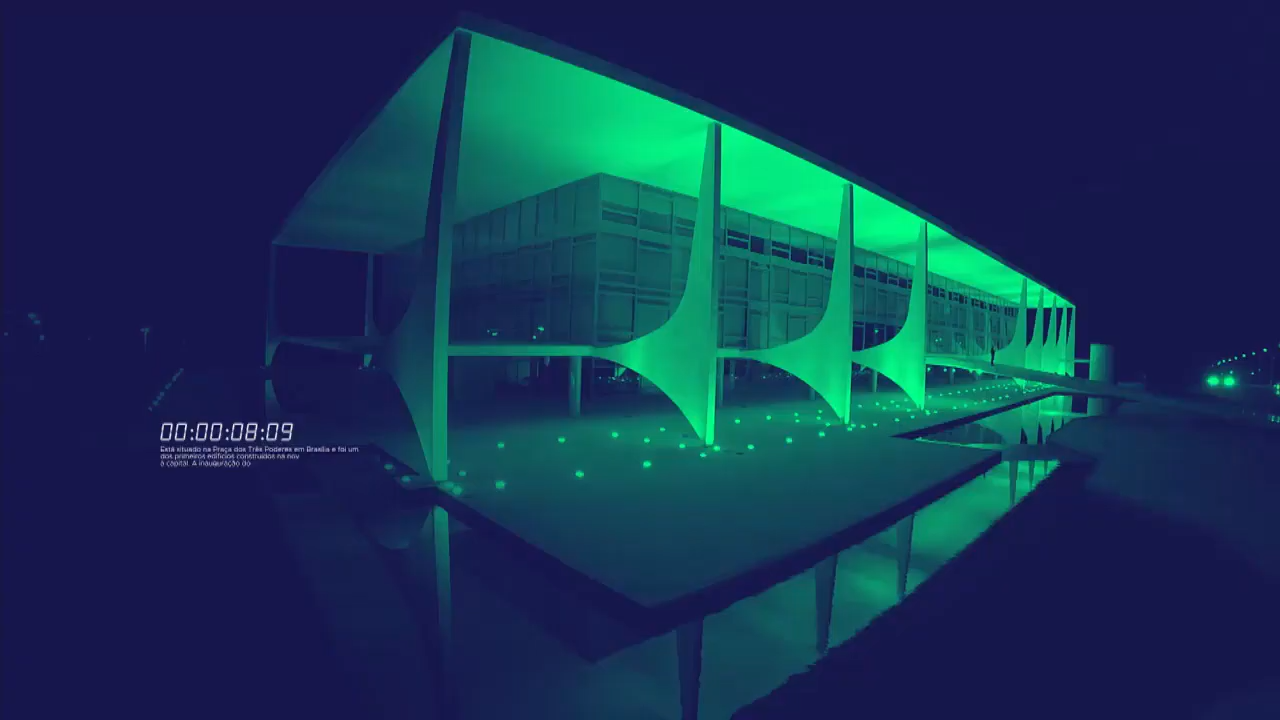 00:00:08:09
Está situado na Praça dos Três Poderes em Brasília e foi um
dos primeiros edifícios construídos na nov
a capital. A inauguração do